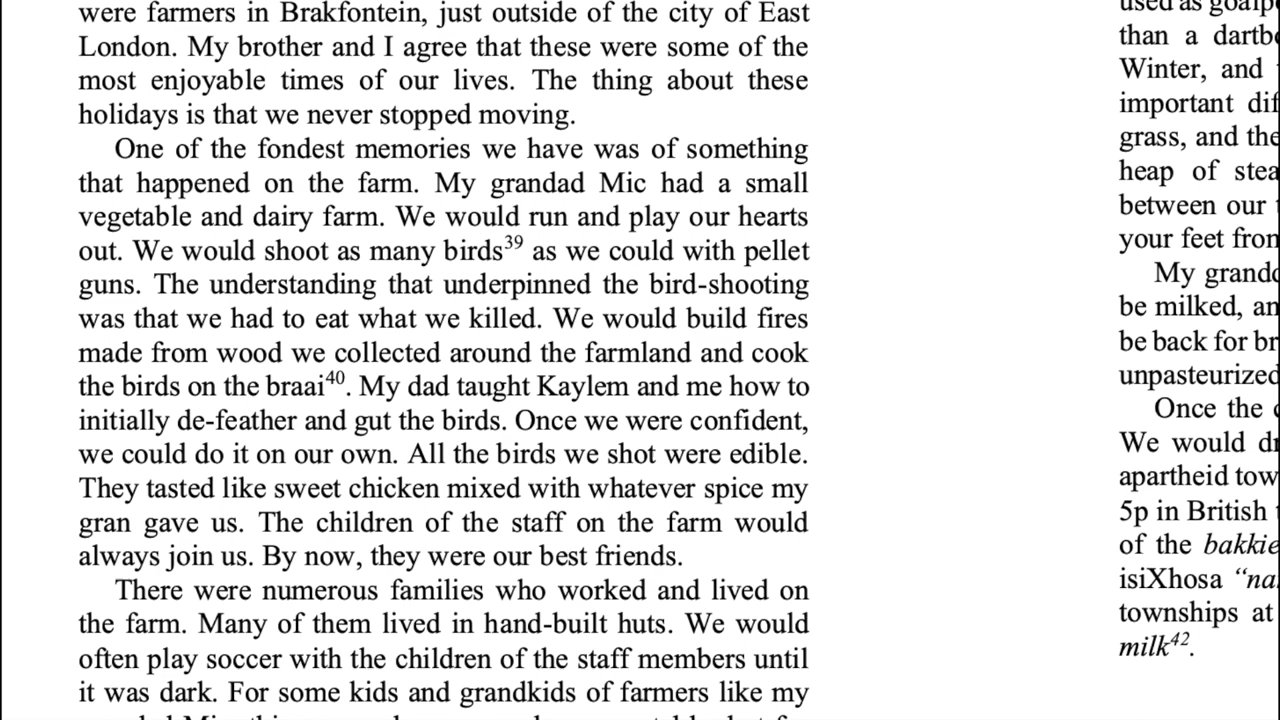 were farmers in Brakfontein, just outside of the city of East
London. My brother and I agree that these were some of the
most enjoyable times of our lives. The thing about these
holidays is that we never stopped moving.
One of the fondest memories we have was of something
that happened on the farm. My grandad Mic had a small
vegetable and dairy farm. We would run and play our hearts
out. We would shoot as many birds39 as we could with pellet
guns. The understanding that underpinned the bird-shooting
was that we had to eat what we killed. We would build fires
made from wood we collected around the farmland and cook
the birds on the braai40. My dad taught Kaylem and me how to
initially de-feather and gut the birds. Once we were confident,
we could do it on our own. All the birds we shot were edible.
They tasted like sweet chicken mixed with whatever spice my
gran gave us. The children of the staff on the farm would
always join us. By now, they were our best friends.
There were numerous families who worked and lived on
the farm. Many of them lived in hand-built huts. We would
often play soccer with the children of the staff members until
it was dark. For some kids and grandkids of farmers like my
used as
than a
Winter, and
important
grass, and the
heap of
between our
your feet
My
be milked,
be back for
unpasteurized
Once the
We would
apartheid
5p in British
of the bakkie
isiXhosa
townships at
milk42.